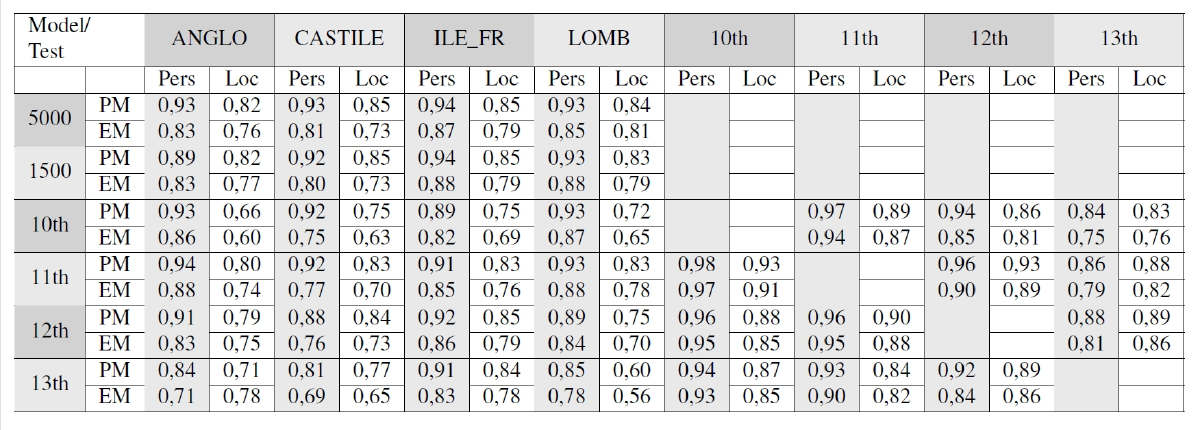 Model/ Test ANGLO CASTILE ILE_FR LOMB 10th 11th 12th 13th
Pers Loc Pers Loc Pers Loc Pers Loc Pers Loc Pers Loc Pers Loc Pers Loc
5000 PM 0,93 0,82 0,93 0,85 0,94 0,85 0,93 0,84
EM 0,83 0,76 0,81 0,73 0,87 0,79 0,85 0,81
1500 PM 0,89 0,82 0,92 0,85 0,94 0,85 0,93 0,83
EM 0,83 0,77 0,80 0,73 0,88 0,79 0,88 0,79
10th PM 0,93 0,66 0,92 0,75 0,89 0,75 0,93 0,72 0,97 0,89 0,94 0,86 0,84 0,83
EM 0,86 0,60 0,75 0,63 0,82 0,69 0,87 0,65 0,94 0,87 0,85 0,81 0,75 0,76
11th PM 0,94 0,80 0,92 0,83 0,91 0,83 0,93 0,83 0,98 0,93 0,96 0,93 0,86 0,88
EM 0,88 0,74 0,77 0,70 0,85 0,76 0,88 0,78 0,97 0,91 0,90 0,89 0,79 0,82
12th PM 0,91 0,79 0,88 0,84 0,92 0,85 0,89 0,75 0,96 0,88 0,96 0,90 0,88 0,89
EM 0,83 0,75 0,76 0,73 0,86 0,79 0,84 0,70 0,95 0,85 0,95 0,88 0,81 0,86
13th PM 0,84 0,71 0,81 0,77 0,91 0,84 0,85 0,60 0,94 0,87 0,93 0,84 0,92 0,89
EM 0,71 0,78 0,69 0,65 0,83 0,78 0,78 0,56 0,93 0,85 0,90 0,82 0,84 0,86